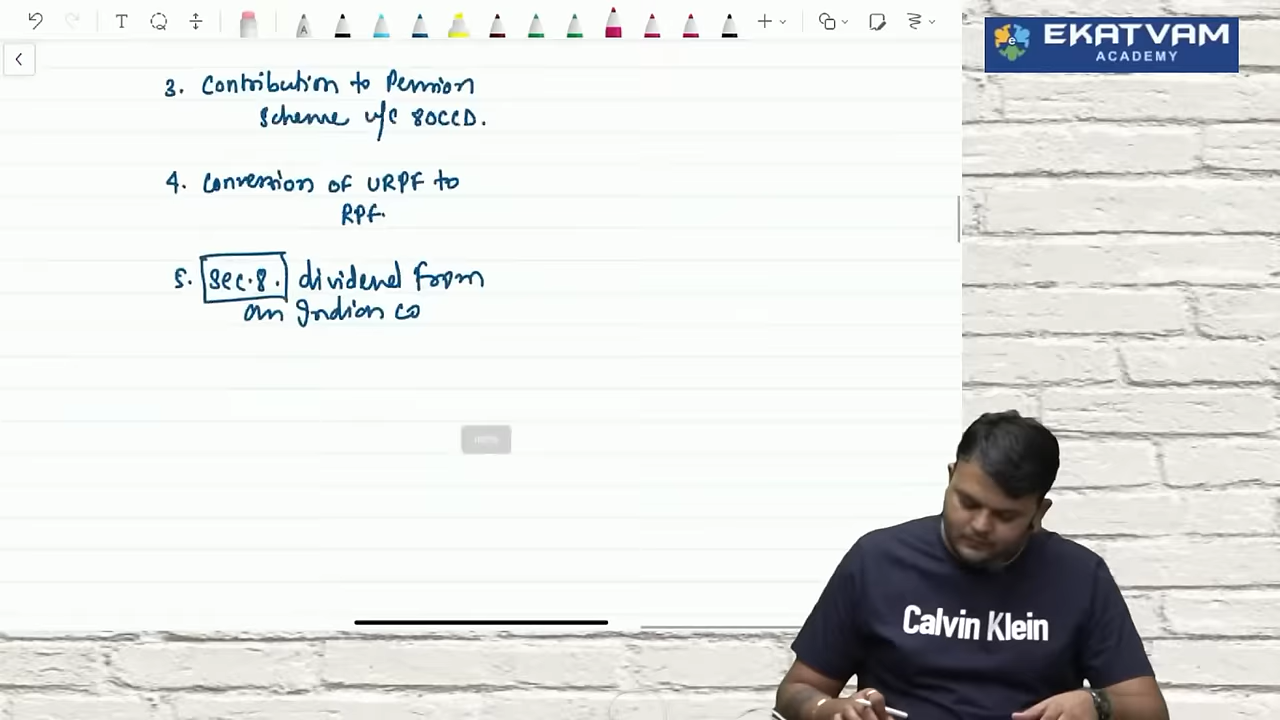 EKATVAM
ACADEMY
3. Contribution to Pension
Scheme u/s 80CCD.
4. Conversion of URPF to
RPF.
5. Sec.8. dividend from
an Indian co
Calvin Klein